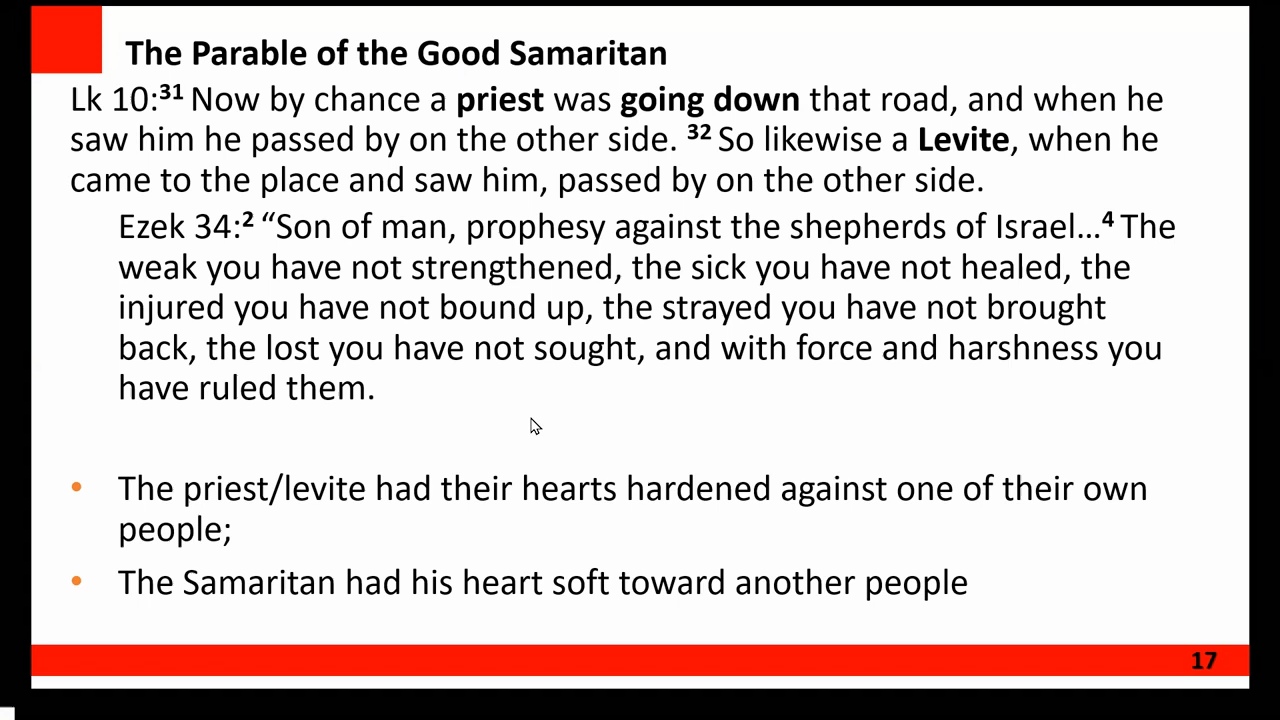 The Parable of the Good Samaritan
Lk 10:31 Now by chance a priest was going down that road, and when he
saw him he passed by on the other side. 32 So likewise a Levite, when he
came to the place and saw him, passed by on the other side.
Ezek 34:2 “Son of man, prophesy against the shepherds of Israel…4 The
weak you have not strengthened, the sick you have not healed, the
injured you have not bound up, the strayed you have not brought
back, the lost you have not sought, and with force and harshness you
have ruled them.
• The priest/levite had their hearts hardened against one of their own
people;
• The Samaritan had his heart soft toward another people
17